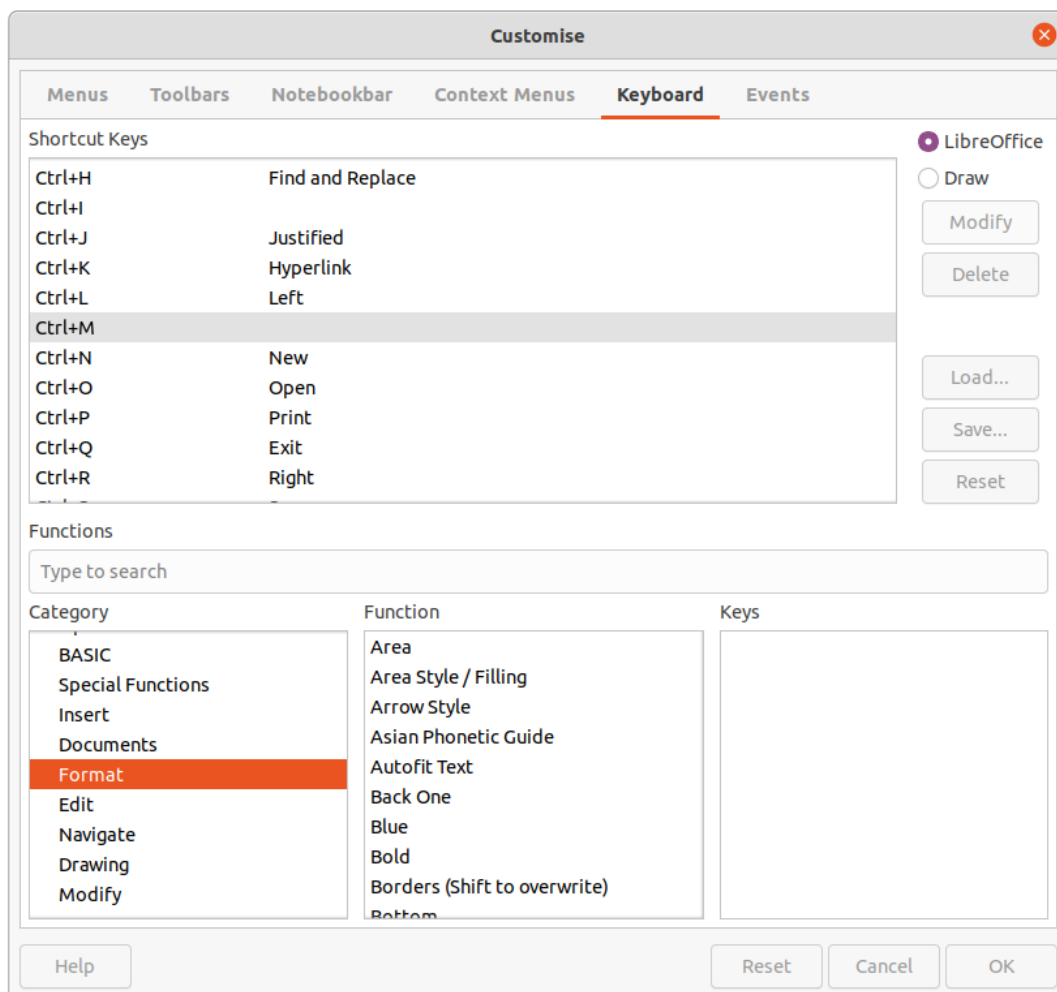 Customise
Menus Toolbars Notebookbar Context Menus Keyboard Events
Shortcut Keys
LibreOffice
Draw
Modify
Delete
Load...
Save...
Reset
Ctrl+H Find and Replace
Ctrl+I
Ctrl+J Justified
Ctrl+K Hyperlink
Ctrl+L Left
Ctrl+M
Ctrl+N New
Ctrl+O Open
Ctrl+P Print
Ctrl+Q Exit
Ctrl+R Right
Functions
Type to search
Category
BASIC
Special Functions
Insert
Documents
Format
Edit
Navigate
Drawing
Modify
Function
Area
Area Style / Filling
Arrow Style
Asian Phonetic Guide
Autofit Text
Back One
Blue
Bold
Borders (Shift to overwrite)
Bottom
Keys
Help Reset Cancel OK